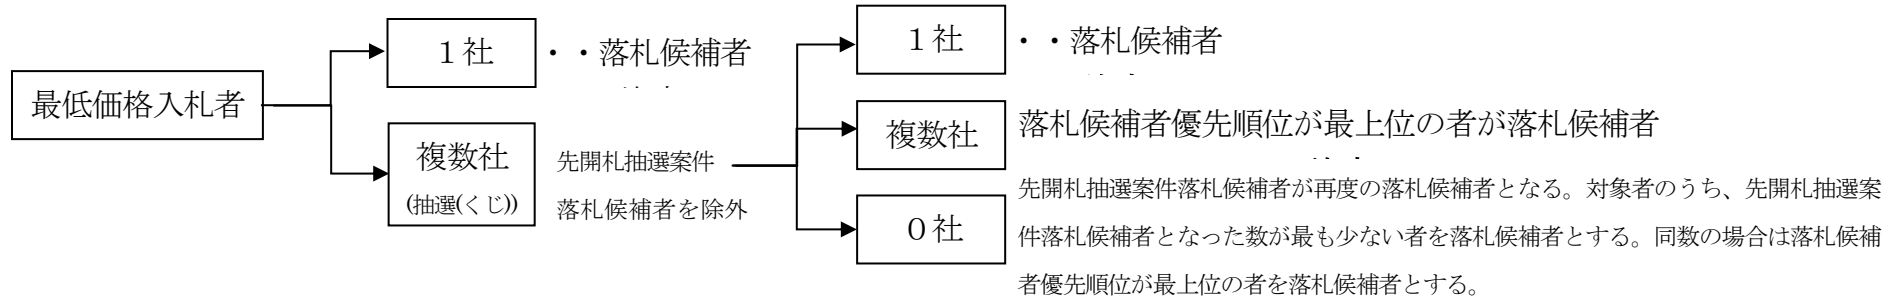 最低価格入札者
１社
・・落札候補者
複数社
(抽選(くじ))
先開札抽選案件
落札候補者を除外
１社
・・落札候補者
複数社
落札候補者優先順位が最上位の者が落札候補者
０社
先開札抽選案件落札候補者が再度の落札候補者となる。対象者のうち、先開札抽選案
件落札候補者となった数が最も少ない者を落札候補者とする。同数の場合は落札候補
者優先順位が最上位の者を落札候補者とする。